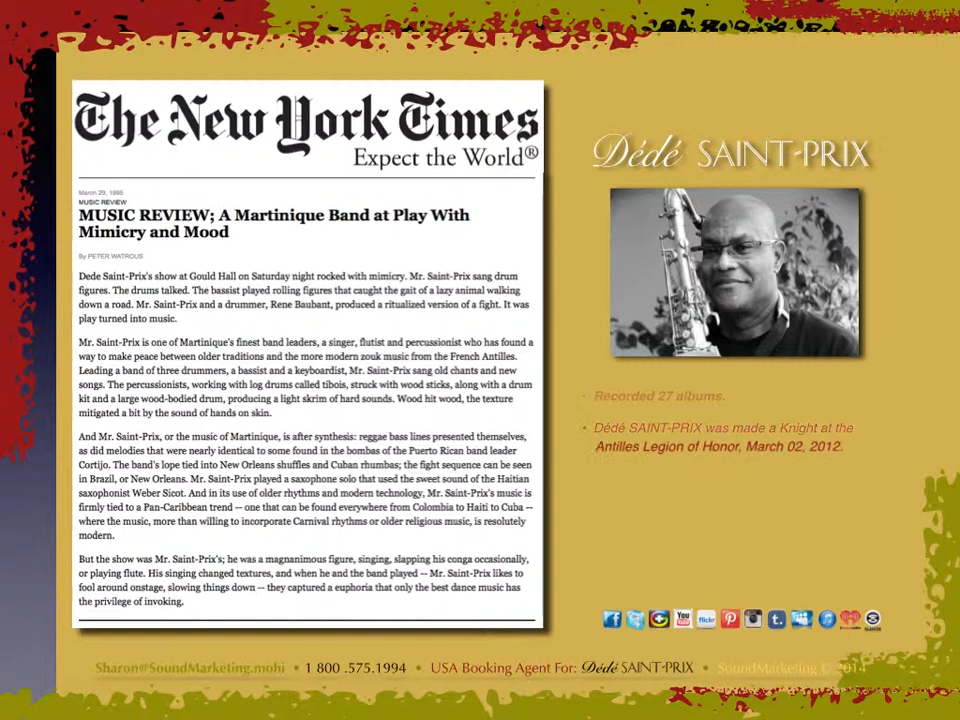 The New York Times
Expect the World®
March 29, 1995
MUSIC REVIEW
MUSIC REVIEW; A Martinique Band at Play With
Mimicry and Mood
By PETER WATROUS
Dede Saint-Prix's show at Gould Hall on Saturday night rocked with mimicry. Mr. Saint-Prix sang drum
figures. The drums talked. The bassist played rolling figures that caught the gait of a lazy animal walking
down a road. Mr. Saint-Prix and a drummer, Rene Baubant, produced a ritualized version of a fight. It was
play turned into music.
Mr. Saint-Prix is one of Martinique's finest band leaders, a singer, flutist and percussionist who has found a
way to make peace between older traditions and the more modern zouk music from the French Antilles.
Leading a band of three drummers, a bassist and a keyboardist, Mr. Saint-Prix sang old chants and new
songs. The percussionists, working with log drums called tibois, struck with wood sticks, along with a drum
kit and a large wood-bodied drum, producing a light skrim of hard sounds. Wood hit wood, the texture
mitigated a bit by the sound of hands on skin.
And Mr. Saint-Prix, or the music of Martinique, is after synthesis: reggae bass lines presented themselves,
as did melodies that were nearly identical to some found in the bombas of the Puerto Rican band leader
Cortijo. The band's lope tied into New Orleans shuffles and Cuban rhumbas; the fight sequence can be seen
in Brazil, or New Orleans. Mr. Saint-Prix played a saxophone solo that used the sweet sound of the Haitian
saxophonist Weber Sicot. And in its use of older rhythms and modern technology, Mr. Saint-Prix's music is
firmly tied to a Pan-Caribbean trend -- one that can be found everywhere from Colombia to Haiti to Cuba --
where the music, more than willing to incorporate Carnival rhythms or older religious music, is resolutely
modern.
But the show was Mr. Saint-Prix's; he was a magnanimous figure, singing, slapping his conga occasionally,
or playing flute. His singing changed textures, and when he and the band played -- Mr. Saint-Prix likes to
fool around onstage, slowing things down -- they captured a euphoria that only the best dance music has
the privilege of invoking.
Dédé SAINT-PRIX
· Recorded 27 albums.
· Dédé SAINT-PRIX was made a Knight at the
Antilles Legion of Honor, March 02, 2012.
You Tube flickr t.
Sharon@SoundMarketing.mobi • 1 800 .575.1994 • USA Booking Agent For: Dédé SAINT-PRIX • SoundMarketing © 2014